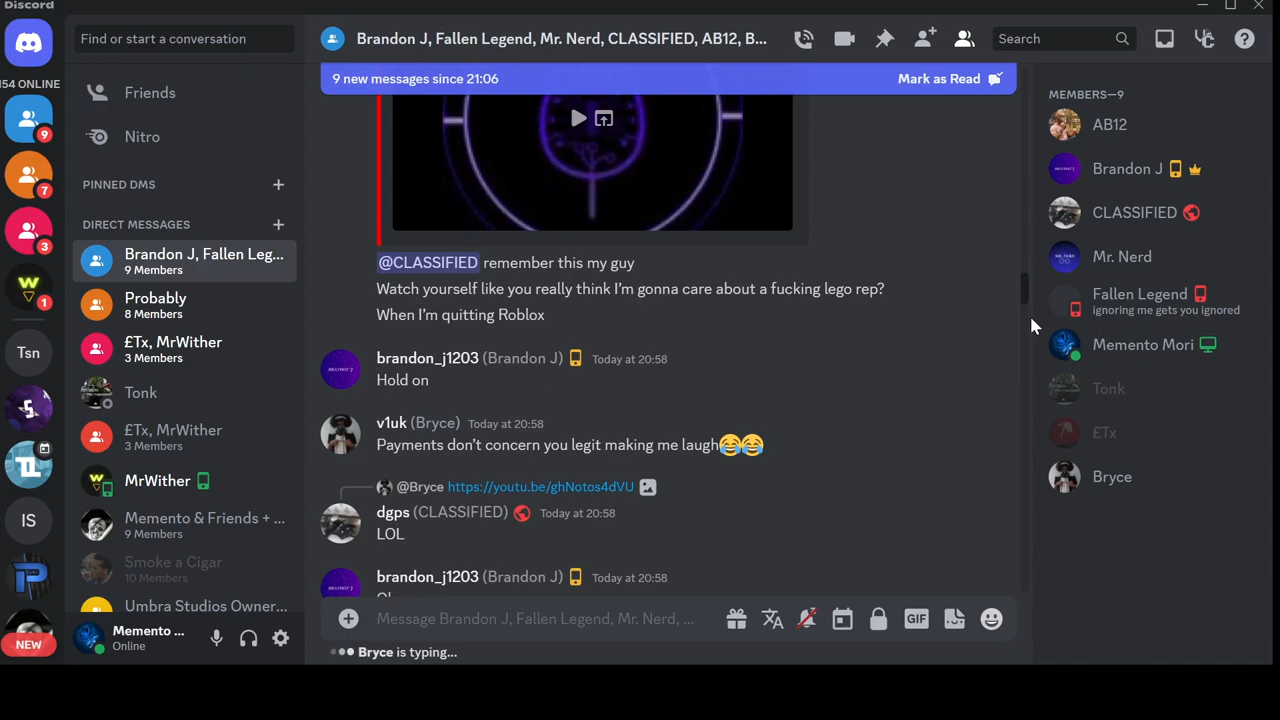 Discord
Find or start a conversation
Brandon J, Fallen Legend, Mr. Nerd, CLASSIFIED, AB12, B...
Search
154 ONLINE
9
7
3
1
Tsn
TL
IS
NEW
Friends
Nitro
PINNED DMS
DIRECT MESSAGES
Brandon J, Fallen Leg...
9 Members
Probably
8 Members
£Tx, MrWither
3 Members
Tonk
£Tx, MrWither
3 Members
MrWither
Memento & Friends + ...
9 Members
Smoke a Cigar
10 Members
Umbra Studios Owner...
Memento ...
Online
9 new messages since 21:06
Mark as Read
@CLASSIFIED remember this my guy
Watch yourself like you really think I'm gonna care about a fucking lego rep?
When I'm quitting Roblox
brandon_j1203 (Brandon J) Today at 20:58
Hold on
v1uk (Bryce) Today at 20:58
Payments don't concern you legit making me laugh😂😂
@Bryce https://youtu.be/ghNotos4dVU
dgps (CLASSIFIED) Today at 20:58
LOL
brandon_j1203 (Brandon J) Today at 20:58
Message Brandon J, Fallen Legend, Mr. Nerd, ...
GIF
Bryce is typing...
MEMBERS—9
AB12
Brandon J
CLASSIFIED
Mr. Nerd
Fallen Legend
ignoring me gets you ignored
Memento Mori
Tonk
£Tx
Bryce